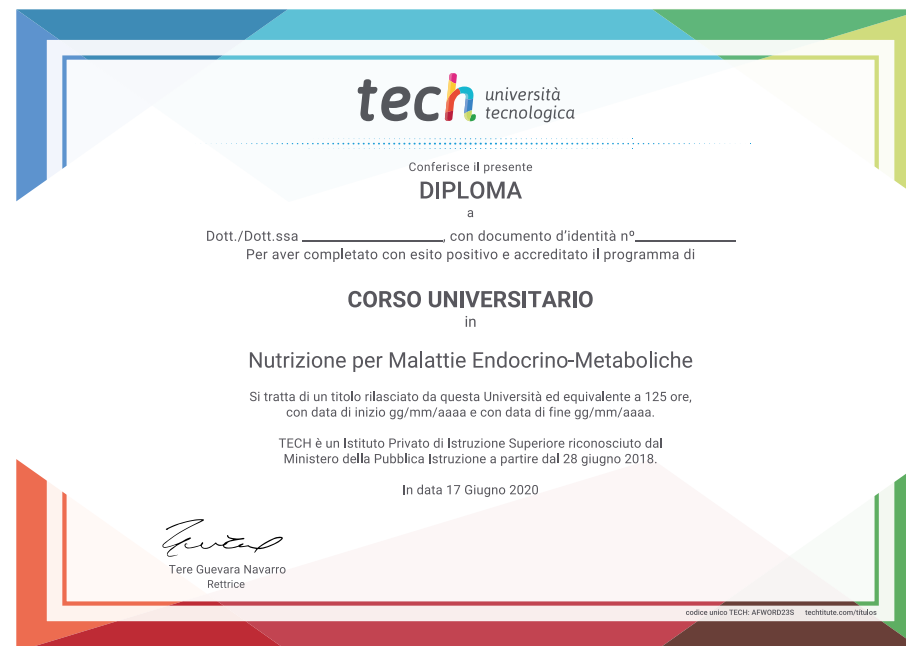 tech università
tecnologica
Conferisce il presente
DIPLOMA
a
Dott./Dott.ssa ____________________, con documento d'identità nº______________
Per aver completato con esito positivo e accreditato il programma di
CORSO UNIVERSITARIO
in
Nutrizione per Malattie Endocrino-Metaboliche
Si tratta di un titolo rilasciato da questa Università ed equivalente a 125 ore,
con data di inizio gg/mm/aaaa e con data di fine gg/mm/aaaa.
TECH è un Istituto Privato di Istruzione Superiore riconosciuto dal
Ministero della Pubblica Istruzione a partire dal 28 giugno 2018.
In data 17 Giugno 2020
Tere Guevara Navarro
Rettrice
codice unico TECH: AFWORD23S techtitute.com/titulos